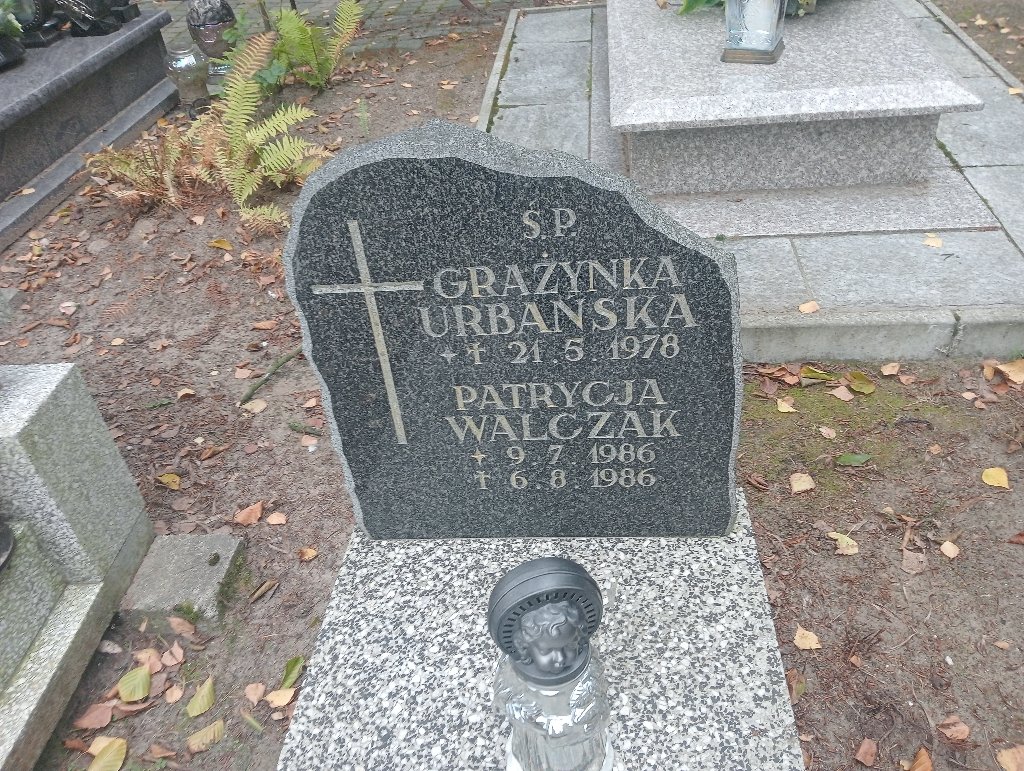 Ś.P.
GRAŻYNKA
URBAŃSKA
* † 21.5.1978
PATRYCJA
WALCZAK
* 9.7.1986
† 6.8.1986